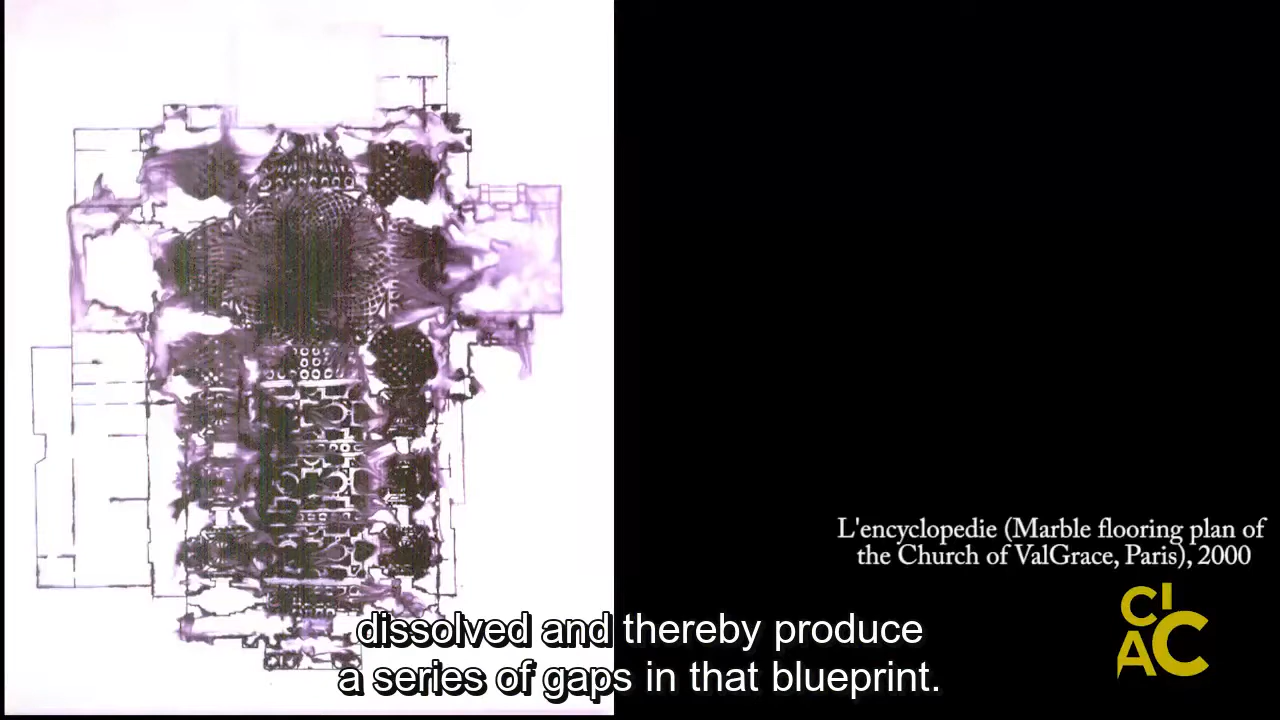 L'encyclopedie (Marble flooring plan of
the Church of ValGrace, Paris), 2000
CI
AC
dissolved and thereby produce
a series of gaps in that blueprint.